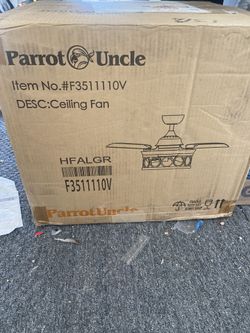 Parrot Uncle
Item No.#F3511110V
DESC:Ceiling Fan
HFALGR
F3511110V
Parrot Uncle